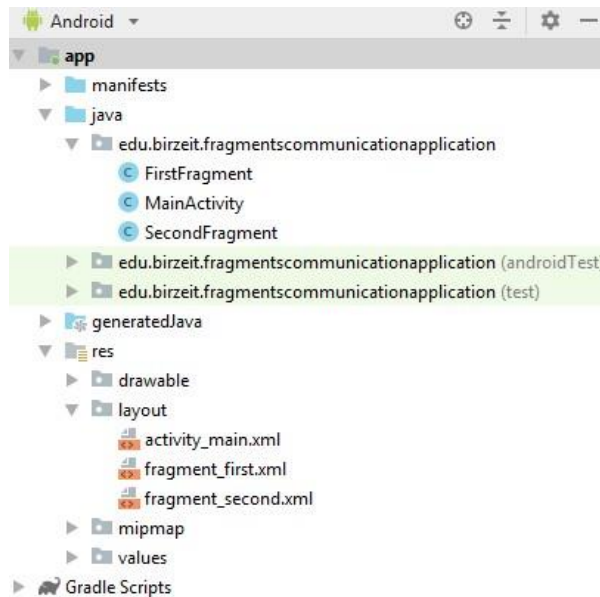 Android
app
manifests
java
edu.birzeit.fragmentscommunicationapplication
FirstFragment
MainActivity
SecondFragment
edu.birzeit.fragmentscommunicationapplication (androidTest
edu.birzeit.fragmentscommunicationapplication (test)
generatedJava
res
drawable
layout
activity_main.xml
fragment_first.xml
fragment_second.xml
mipmap
values
Gradle Scripts